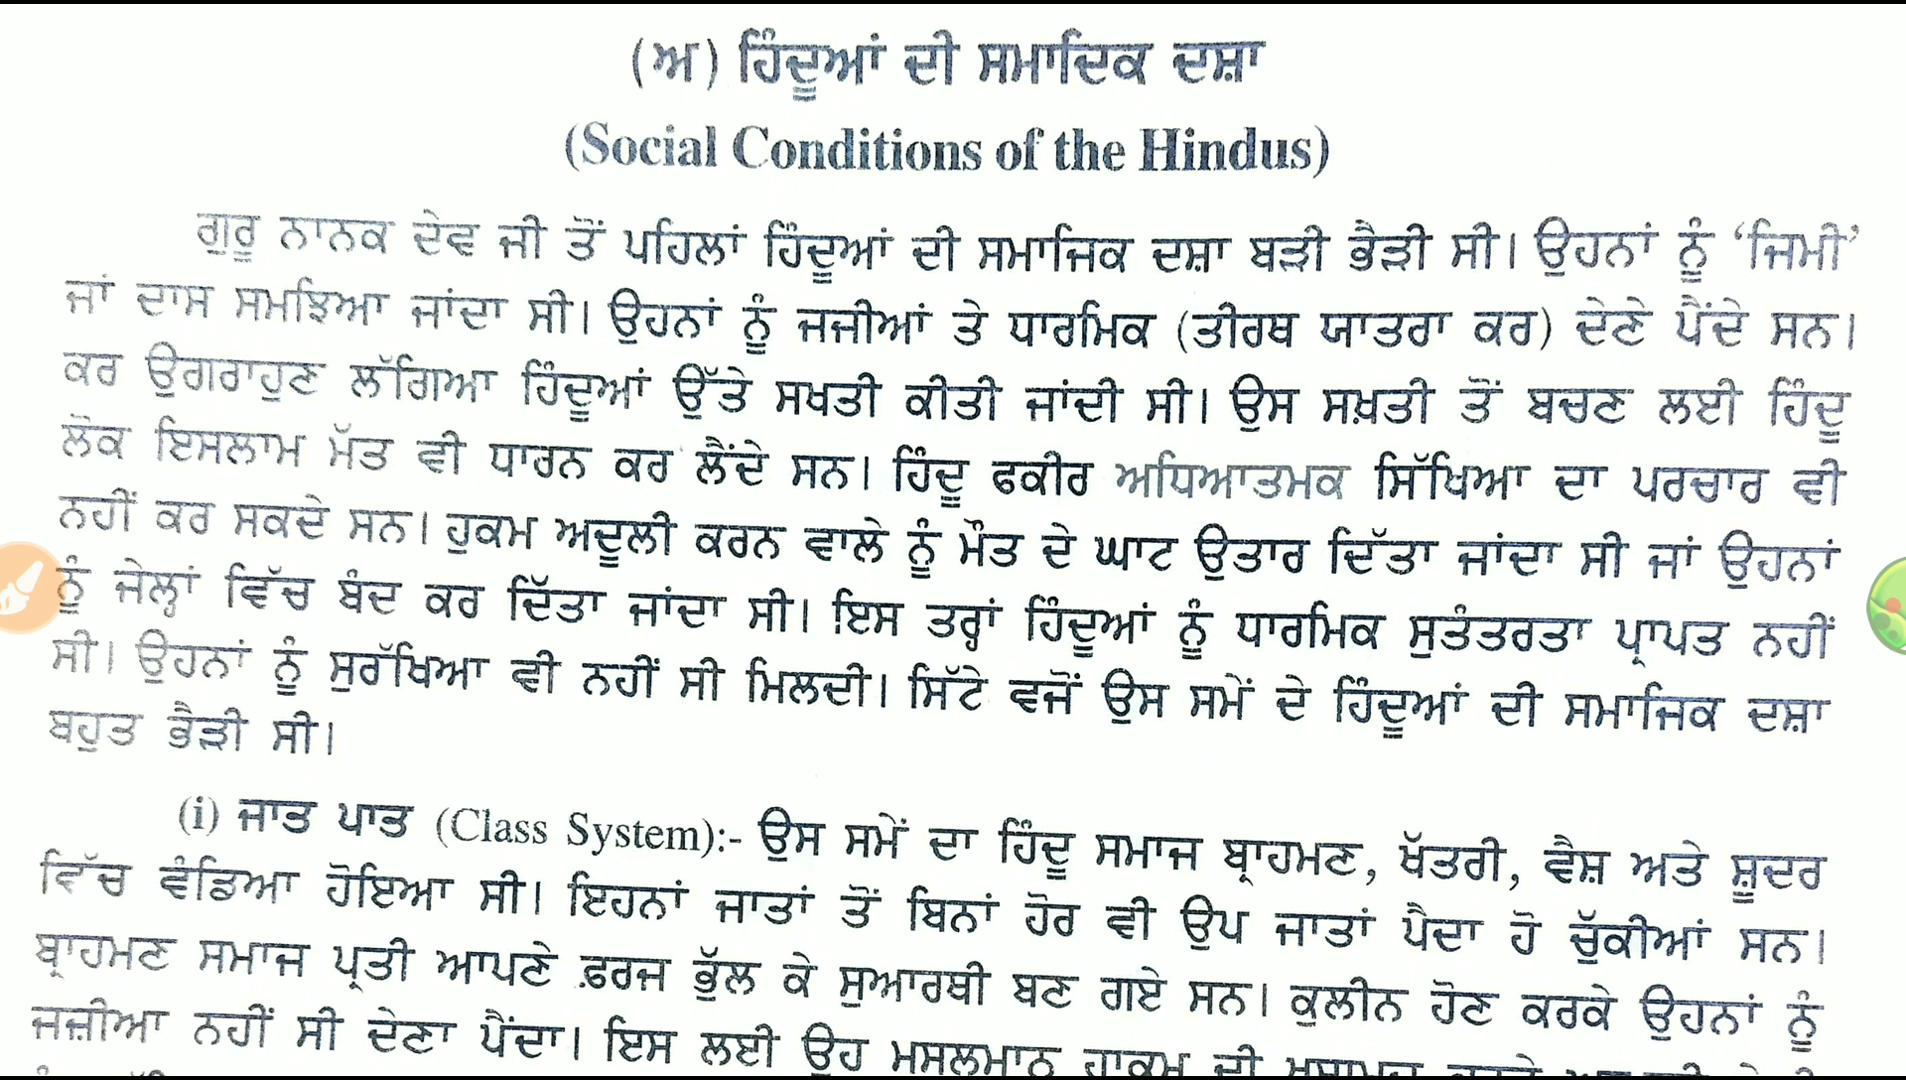 (ਅ) ਹਿੰਦੂਆਂ ਦੀ ਸਮਾਦਿਕ ਦਸ਼ਾ
(Social Conditions of the Hindus)
ਗੁਰੂ ਨਾਨਕ ਦੇਵ ਜੀ ਤੋਂ ਪਹਿਲਾਂ ਹਿੰਦੂਆਂ ਦੀ ਸਮਾਜਿਕ ਦਸ਼ਾ ਬੜੀ ਭੈੜੀ ਸੀ। ਉਹਨਾਂ ਨੂੰ ‘ਜਿਮੀ’
ਜਾਂ ਦਾਸ ਸਮਝਿਆ ਜਾਂਦਾ ਸੀ। ਉਹਨਾਂ ਨੂੰ ਜਜੀਆਂ ਤੇ ਧਾਰਮਿਕ (ਤੀਰਥ ਯਾਤਰਾ ਕਰ) ਦੇਣੇ ਪੈਂਦੇ ਸਨ।
ਕਰ ਉਗਰਾਹੁਣ ਲੱਗਿਆ ਹਿੰਦੂਆਂ ਉੱਤੇ ਸਖਤੀ ਕੀਤੀ ਜਾਂਦੀ ਸੀ। ਉਸ ਸਖ਼ਤੀ ਤੋਂ ਬਚਣ ਲਈ ਹਿੰਦੂ
ਲੋਕ ਇਸਲਾਮ ਮੱਤ ਵੀ ਧਾਰਨ ਕਰ ਲੈਂਦੇ ਸਨ। ਹਿੰਦੂ ਫਕੀਰ ਅਧਿਆਤਮਕ ਸਿੱਖਿਆ ਦਾ ਪਰਚਾਰ ਵੀ
ਨਹੀਂ ਕਰ ਸਕਦੇ ਸਨ। ਹੁਕਮ ਅਦੂਲੀ ਕਰਨ ਵਾਲੇ ਨੂੰ ਮੌਤ ਦੇ ਘਾਟ ਉਤਾਰ ਦਿੱਤਾ ਜਾਂਦਾ ਸੀ ਜਾਂ ਉਹਨਾਂ
ਨੂੰ ਜੇਲ੍ਹਾਂ ਵਿੱਚ ਬੰਦ ਕਰ ਦਿੱਤਾ ਜਾਂਦਾ ਸੀ। ਇਸ ਤਰ੍ਹਾਂ ਹਿੰਦੂਆਂ ਨੂੰ ਧਾਰਮਿਕ ਸੁਤੰਤਰਤਾ ਪ੍ਰਾਪਤ ਨਹੀਂ
ਸੀ। ਉਹਨਾਂ ਨੂੰ ਸੁਰੱਖਿਆ ਵੀ ਨਹੀਂ ਸੀ ਮਿਲਦੀ। ਸਿੱਟੇ ਵਜੋਂ ਉਸ ਸਮੇਂ ਦੇ ਹਿੰਦੂਆਂ ਦੀ ਸਮਾਜਿਕ ਦਸ਼ਾ
ਬਹੁਤ ਭੈੜੀ ਸੀ।
(i) ਜਾਤ ਪਾਤ (Class System):- ਉਸ ਸਮੇਂ ਦਾ ਹਿੰਦੂ ਸਮਾਜ ਬ੍ਰਾਹਮਣ, ਖੱਤਰੀ, ਵੈਸ਼ ਅਤੇ ਸ਼ੂਦਰ
ਵਿੱਚ ਵੰਡਿਆ ਹੋਇਆ ਸੀ। ਇਹਨਾਂ ਜਾਤਾਂ ਤੋਂ ਬਿਨਾਂ ਹੋਰ ਵੀ ਉਪ ਜਾਤਾਂ ਪੈਦਾ ਹੋ ਚੁੱਕੀਆਂ ਸਨ।
ਬ੍ਰਾਹਮਣ ਸਮਾਜ ਪ੍ਰਤੀ ਆਪਣੇ ਫ਼ਰਜ ਭੁੱਲ ਕੇ ਸੁਆਰਥੀ ਬਣ ਗਏ ਸਨ। ਕੁਲੀਨ ਹੋਣ ਕਰਕੇ ਉਹਨਾਂ ਨੂੰ
ਜਜ਼ੀਆ ਨਹੀਂ ਸੀ ਦੇਣਾ ਪੈਂਦਾ। ਇਸ ਲਈ ਉਹ ਮੁਸਲਮਾਨ ਹਾਕਮ ਦੀ